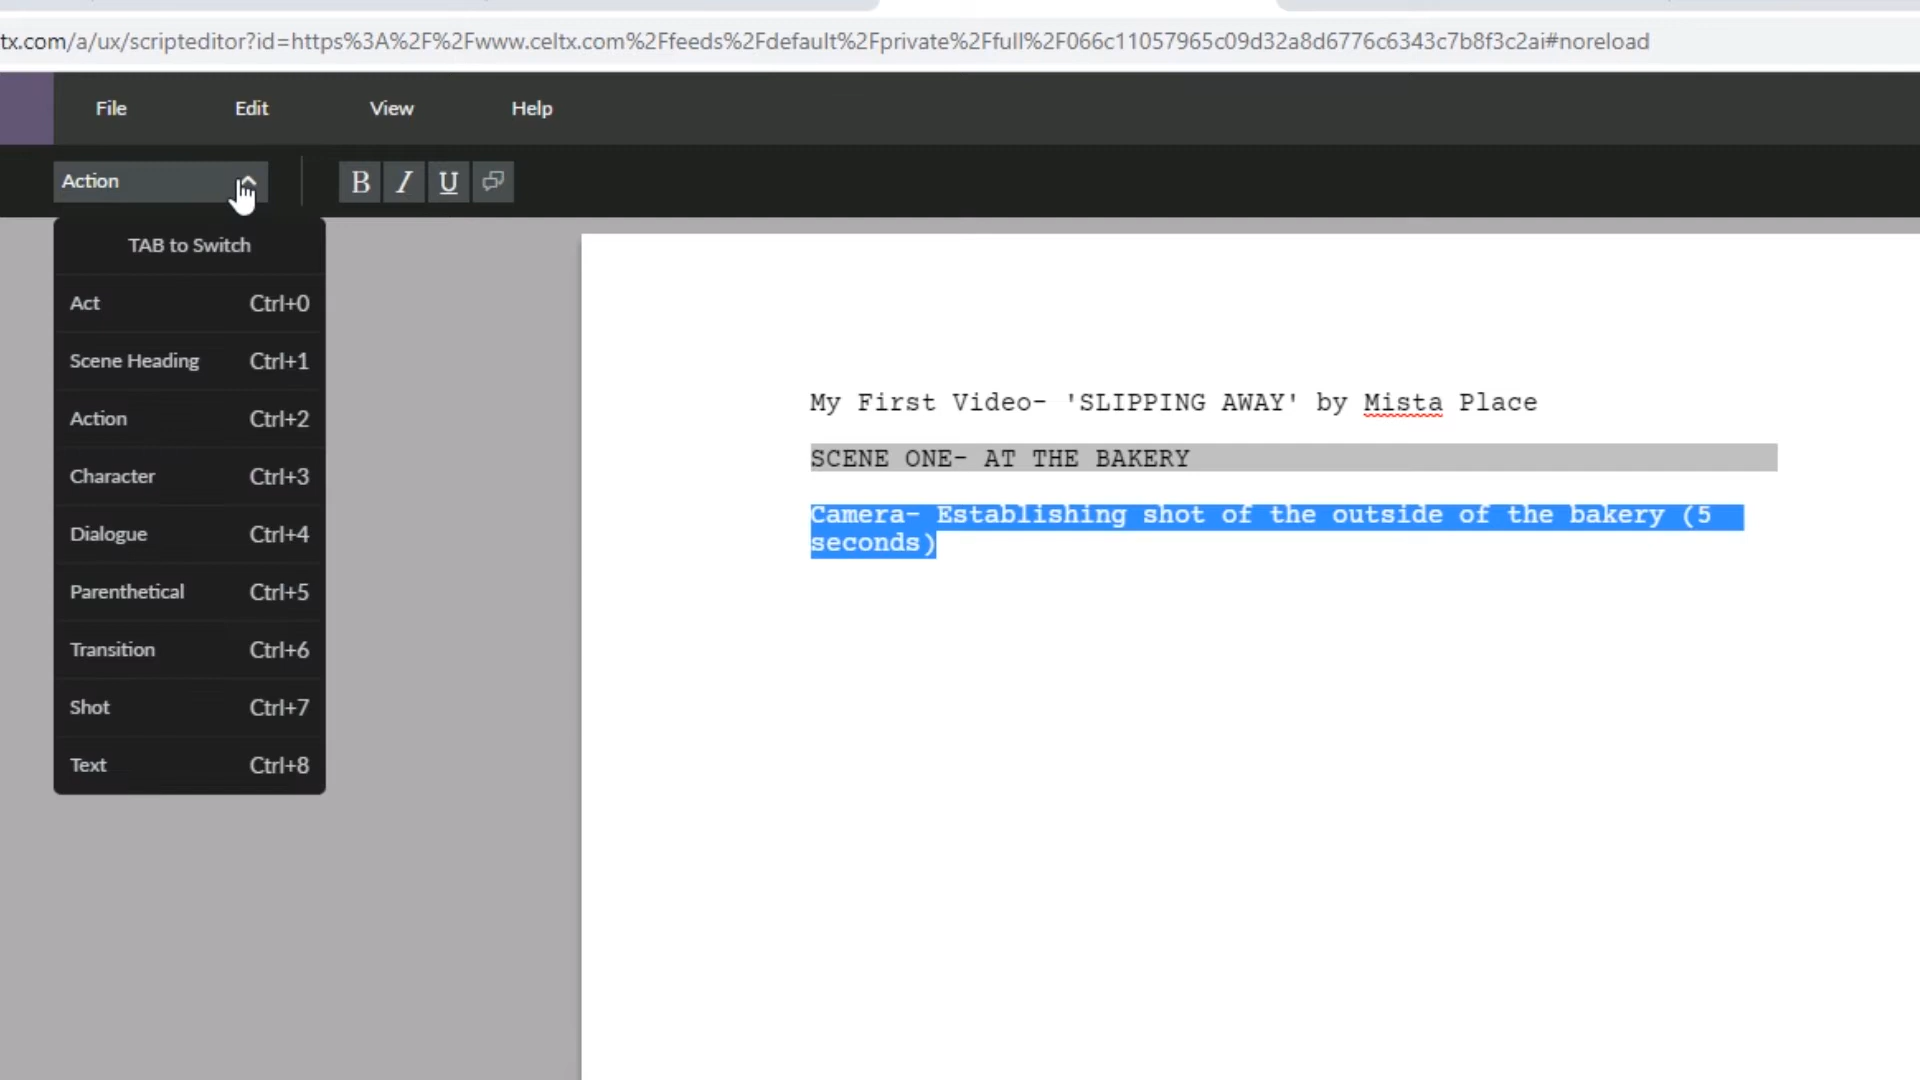 tx.com/a/ux/scripteditor?id=https%3A%2F%2Fwww.celtx.com%2Ffeeds%2Fdefault%2Fprivate%2Ffull%2F066c11057965c09d32a8d6776c6343c7b8f3c2ai#noreload
File Edit View Help
Action B I U
TAB to Switch
Act Ctrl+0
Scene Heading Ctrl+1
Action Ctrl+2
Character Ctrl+3
Dialogue Ctrl+4
Parenthetical Ctrl+5
Transition Ctrl+6
Shot Ctrl+7
Text Ctrl+8
My First Video- 'SLIPPING AWAY' by Mista Place
SCENE ONE- AT THE BAKERY
Camera- Establishing shot of the outside of the bakery (5
seconds)